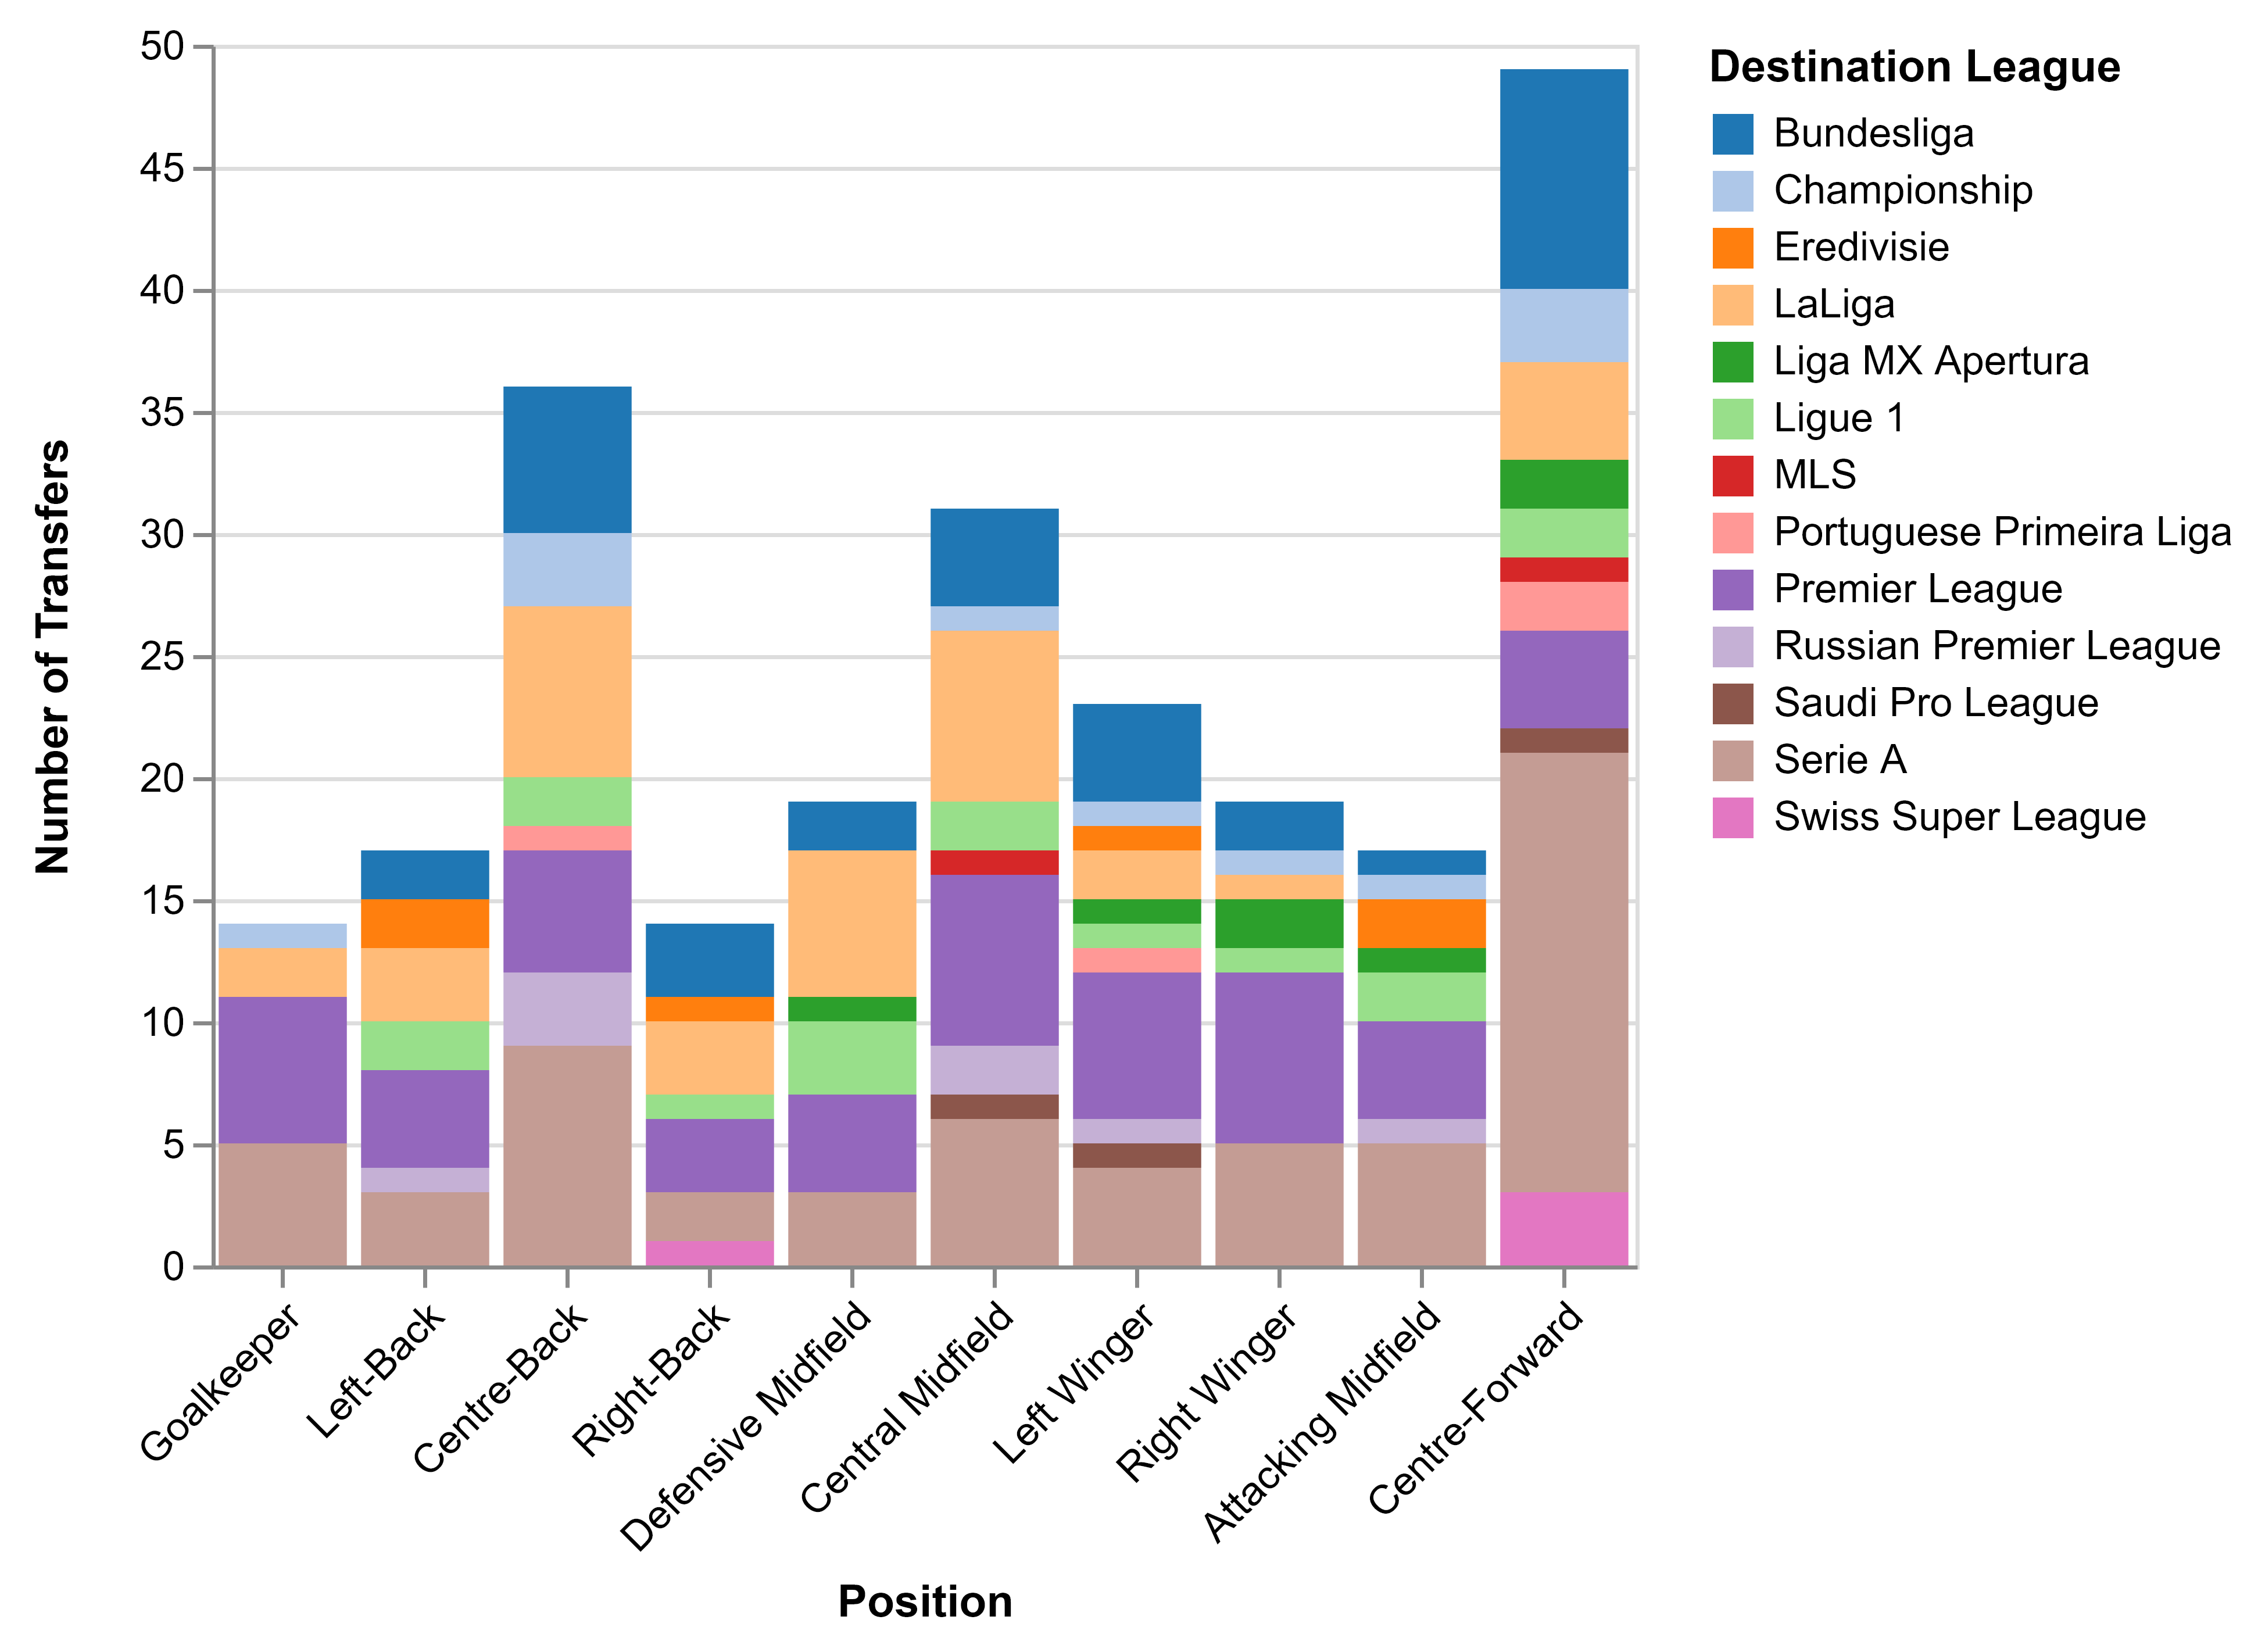 Number of Transfers
50
45
40
35
30
25
20
15
10
5
0
Goalkeeper
Left-Back
Centre-Back
Right-Back
Defensive Midfield
Central Midfield
Left Winger
Right Winger
Attacking Midfield
Centre-Forward
Position
Destination League
Bundesliga
Championship
Eredivisie
LaLiga
Liga MX Apertura
Ligue 1
MLS
Portuguese Primeira Liga
Premier League
Russian Premier League
Saudi Pro League
Serie A
Swiss Super League